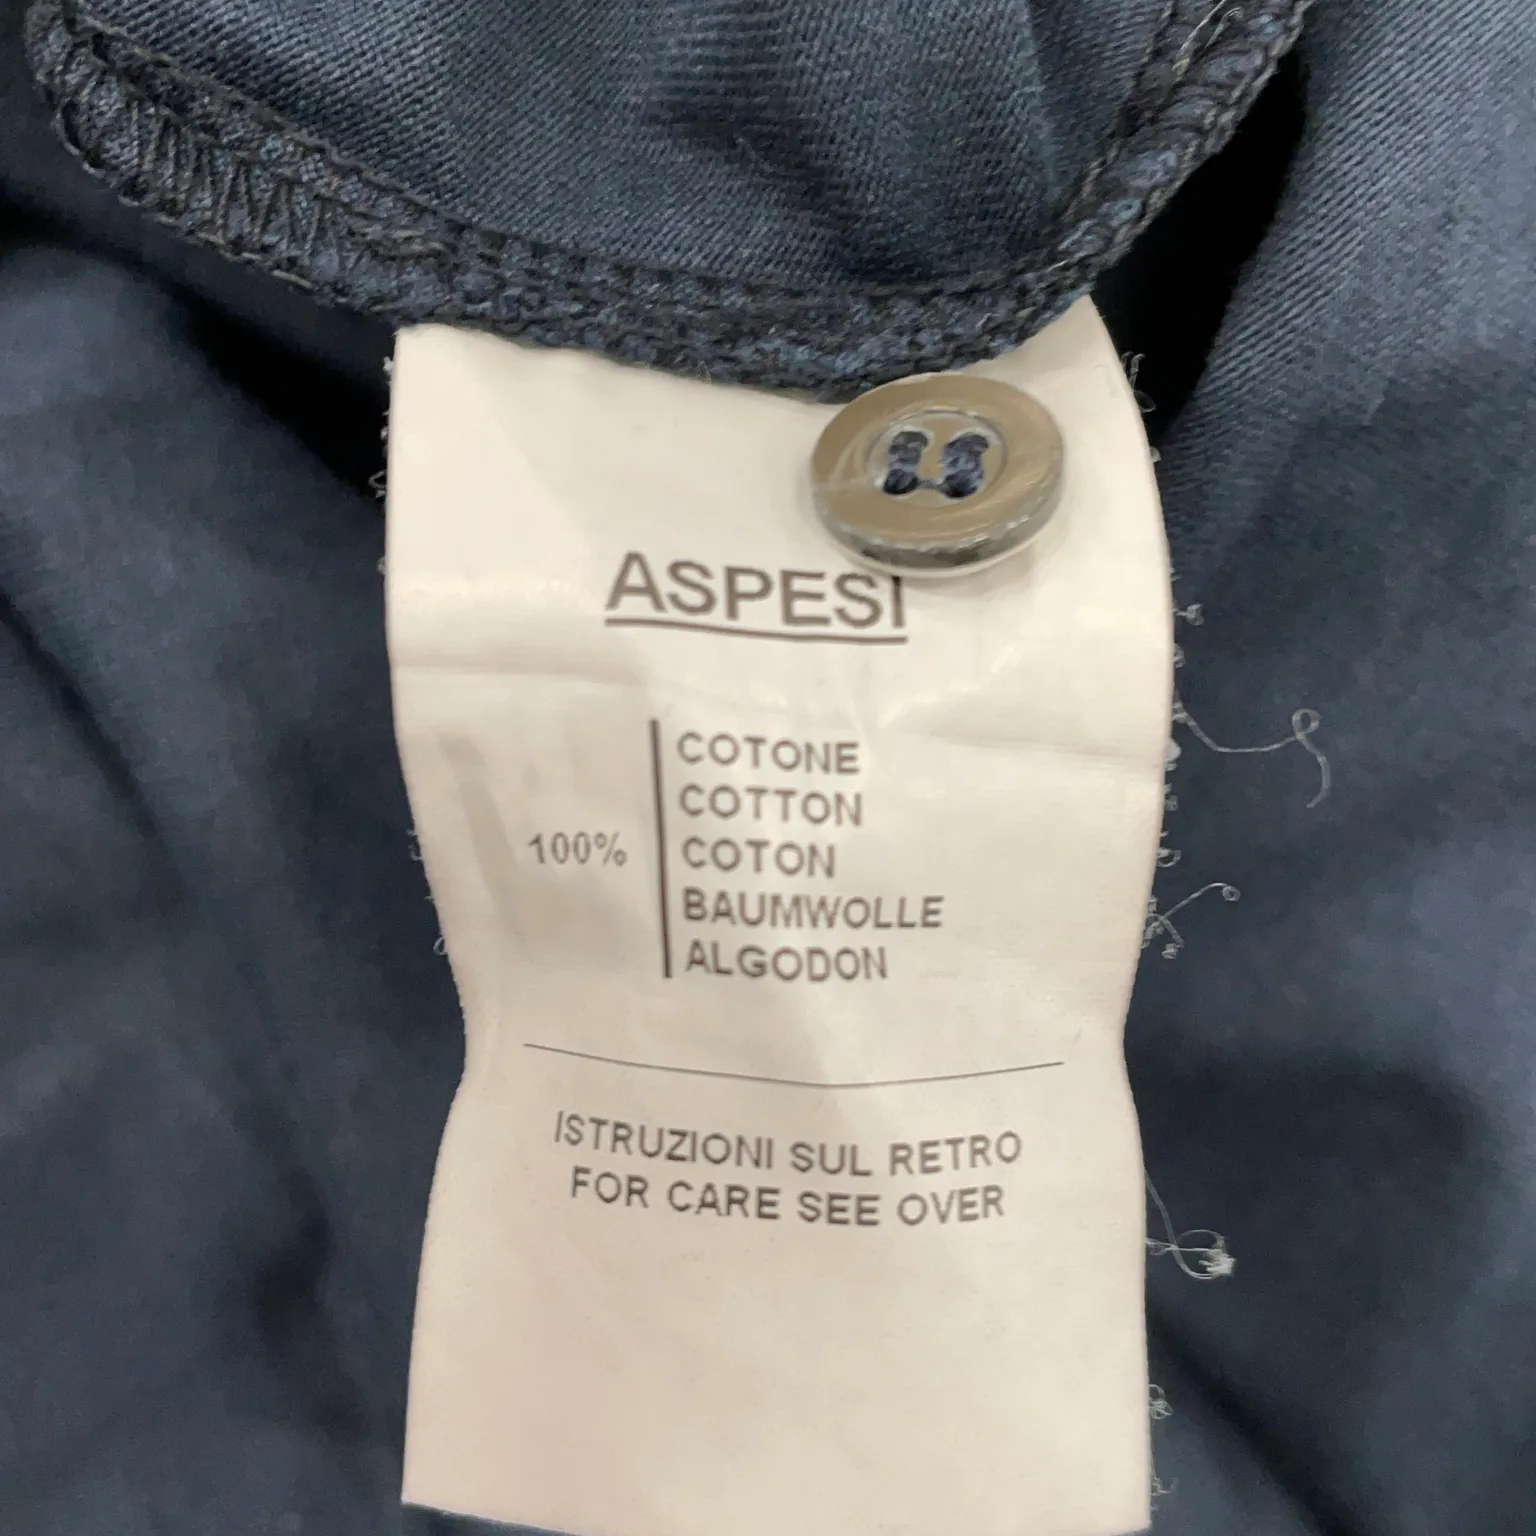 ASPESI
100%
COTONE
COTTON
COTON
BAUMWOLLE
ALGODON
ISTRUZIONI SUL RETRO
FOR CARE SEE OVER